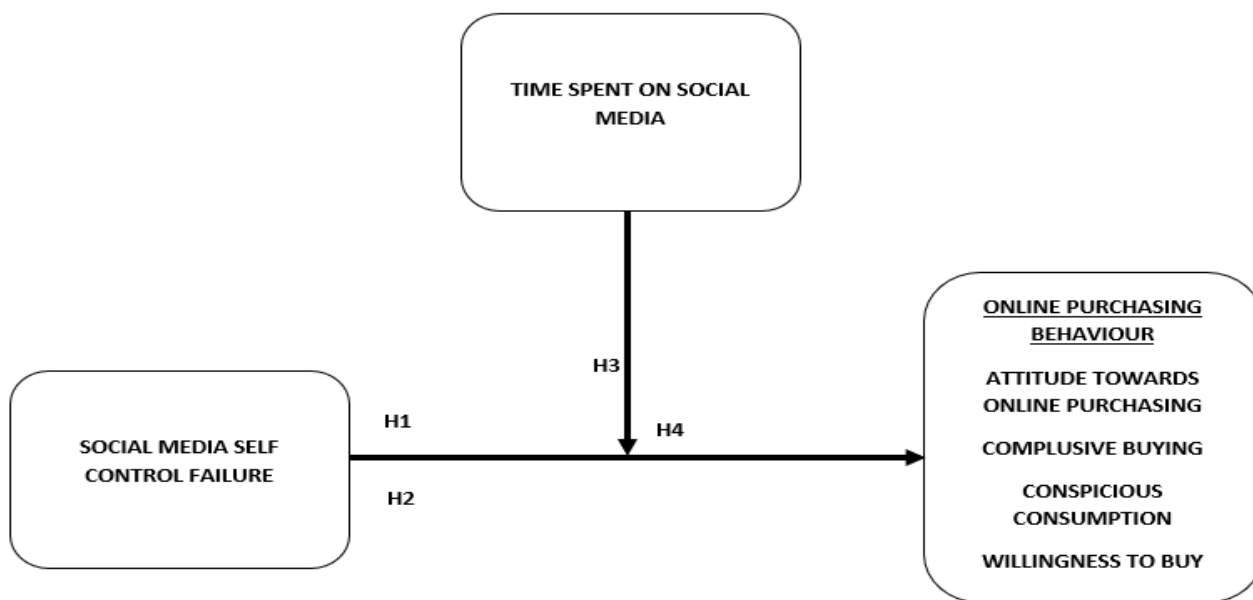 TIME SPENT ON SOCIAL
MEDIA
H3
H1
H4
SOCIAL MEDIA SELF
CONTROL FAILURE
H2
ONLINE PURCHASING
BEHAVIOUR
ATTITUDE TOWARDS
ONLINE PURCHASING
COMPLUSIVE BUYING
CONSPICIOUS
CONSUMPTION
WILLINGNESS TO BUY